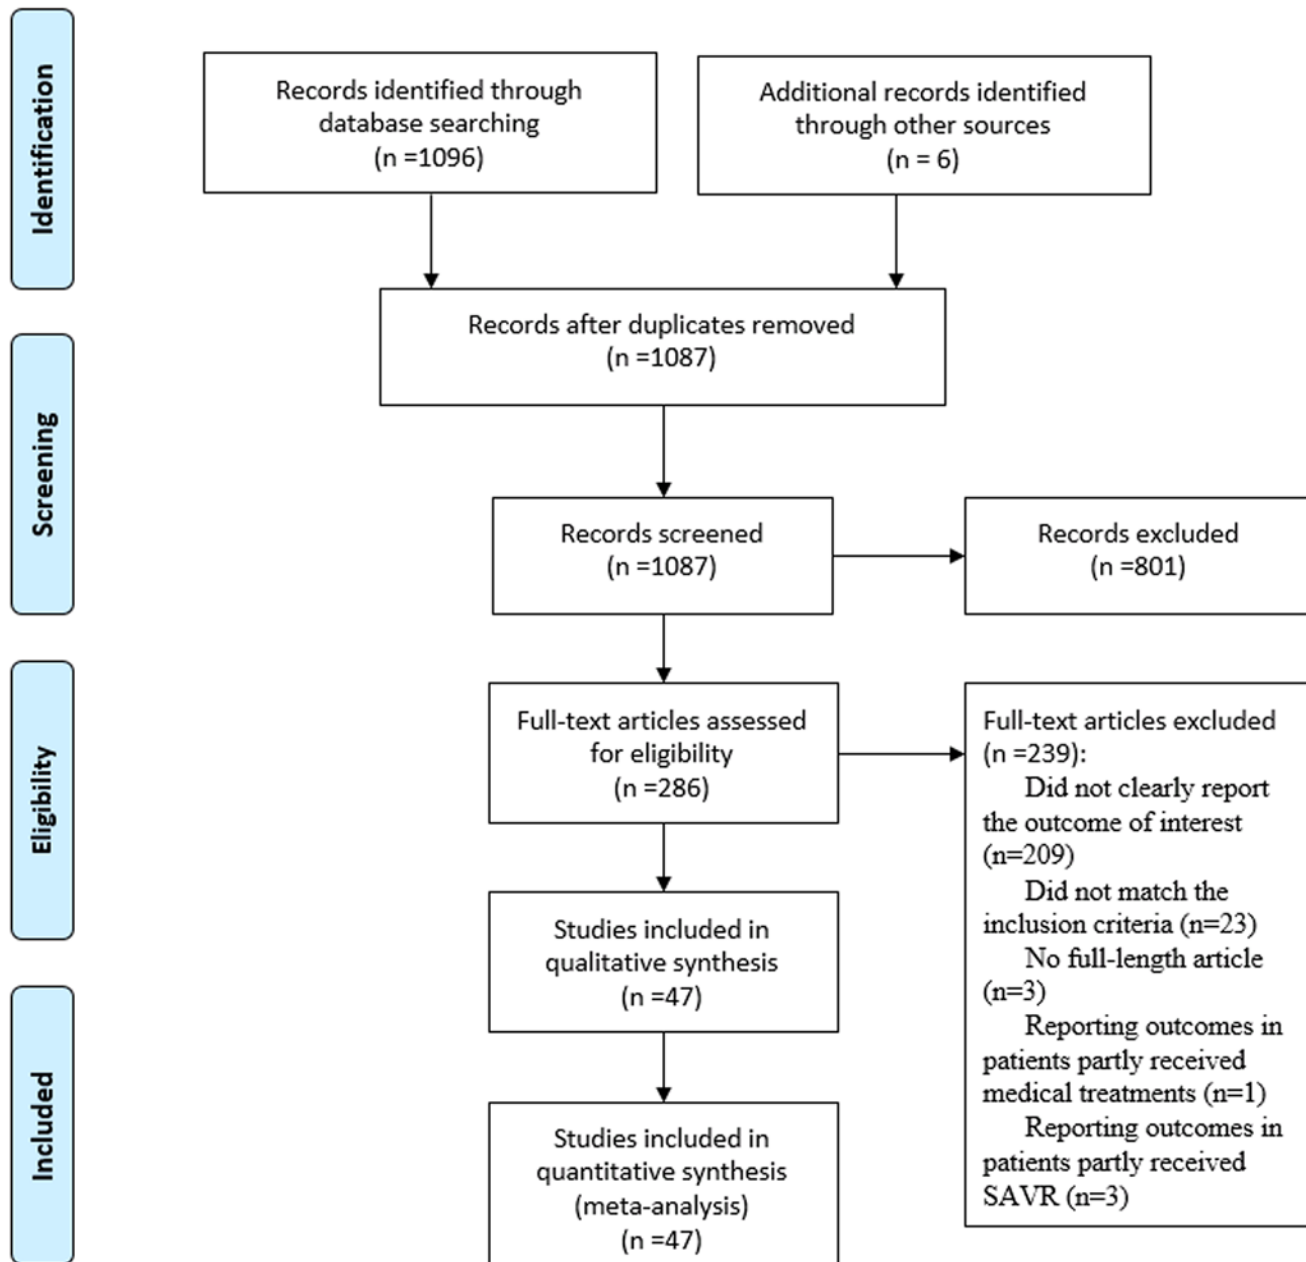 Identification
Records identified through
database searching
(n =1096)
Additional records identified
through other sources
(n = 6)
Records after duplicates removed
(n =1087)
Screening
Records screened
(n =1087)
Records excluded
(n =801)
Eligibility
Full-text articles assessed
for eligibility
(n =286)
Full-text articles excluded
(n =239):
Did not clearly report
the outcome of interest
(n=209)
Did not match the
inclusion criteria (n=23)
No full-length article
(n=3)
Reporting outcomes in
patients partly received
medical treatments (n=1)
Reporting outcomes in
patients partly received
SAVR (n=3)
Studies included in
qualitative synthesis
(n =47)
Included
Studies included in
quantitative synthesis
(meta-analysis)
(n =47)